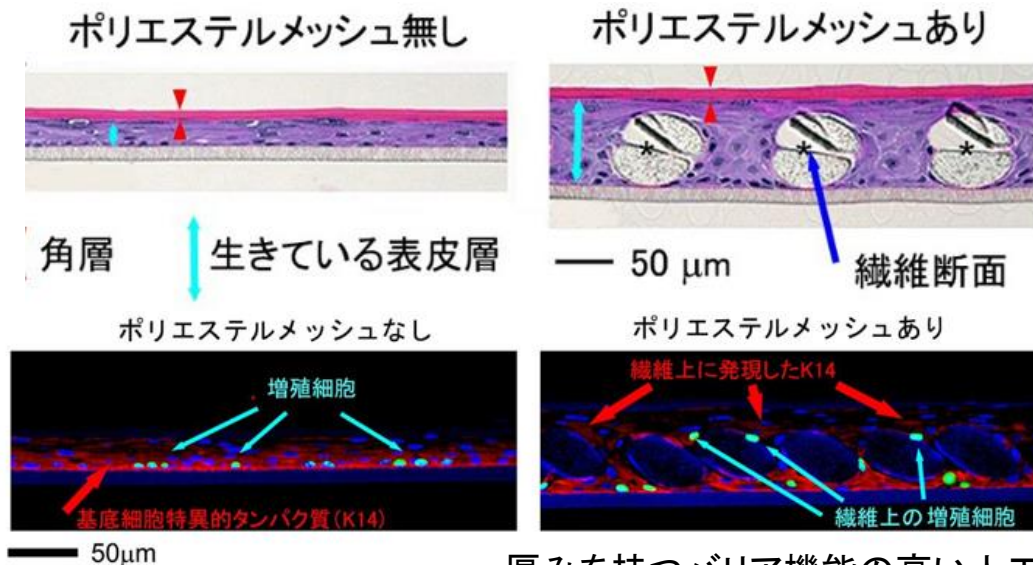 ポリエステルメッシュ無し
ポリエステルメッシュあり
*
*
*
角層
生きている表皮層
50 μm
繊維断面
ポリエステルメッシュなし
ポリエステルメッシュあり
増殖細胞
繊維上に発現したK14
基底細胞特異的タンパク質(K14)
繊維上の増殖細胞
50μm